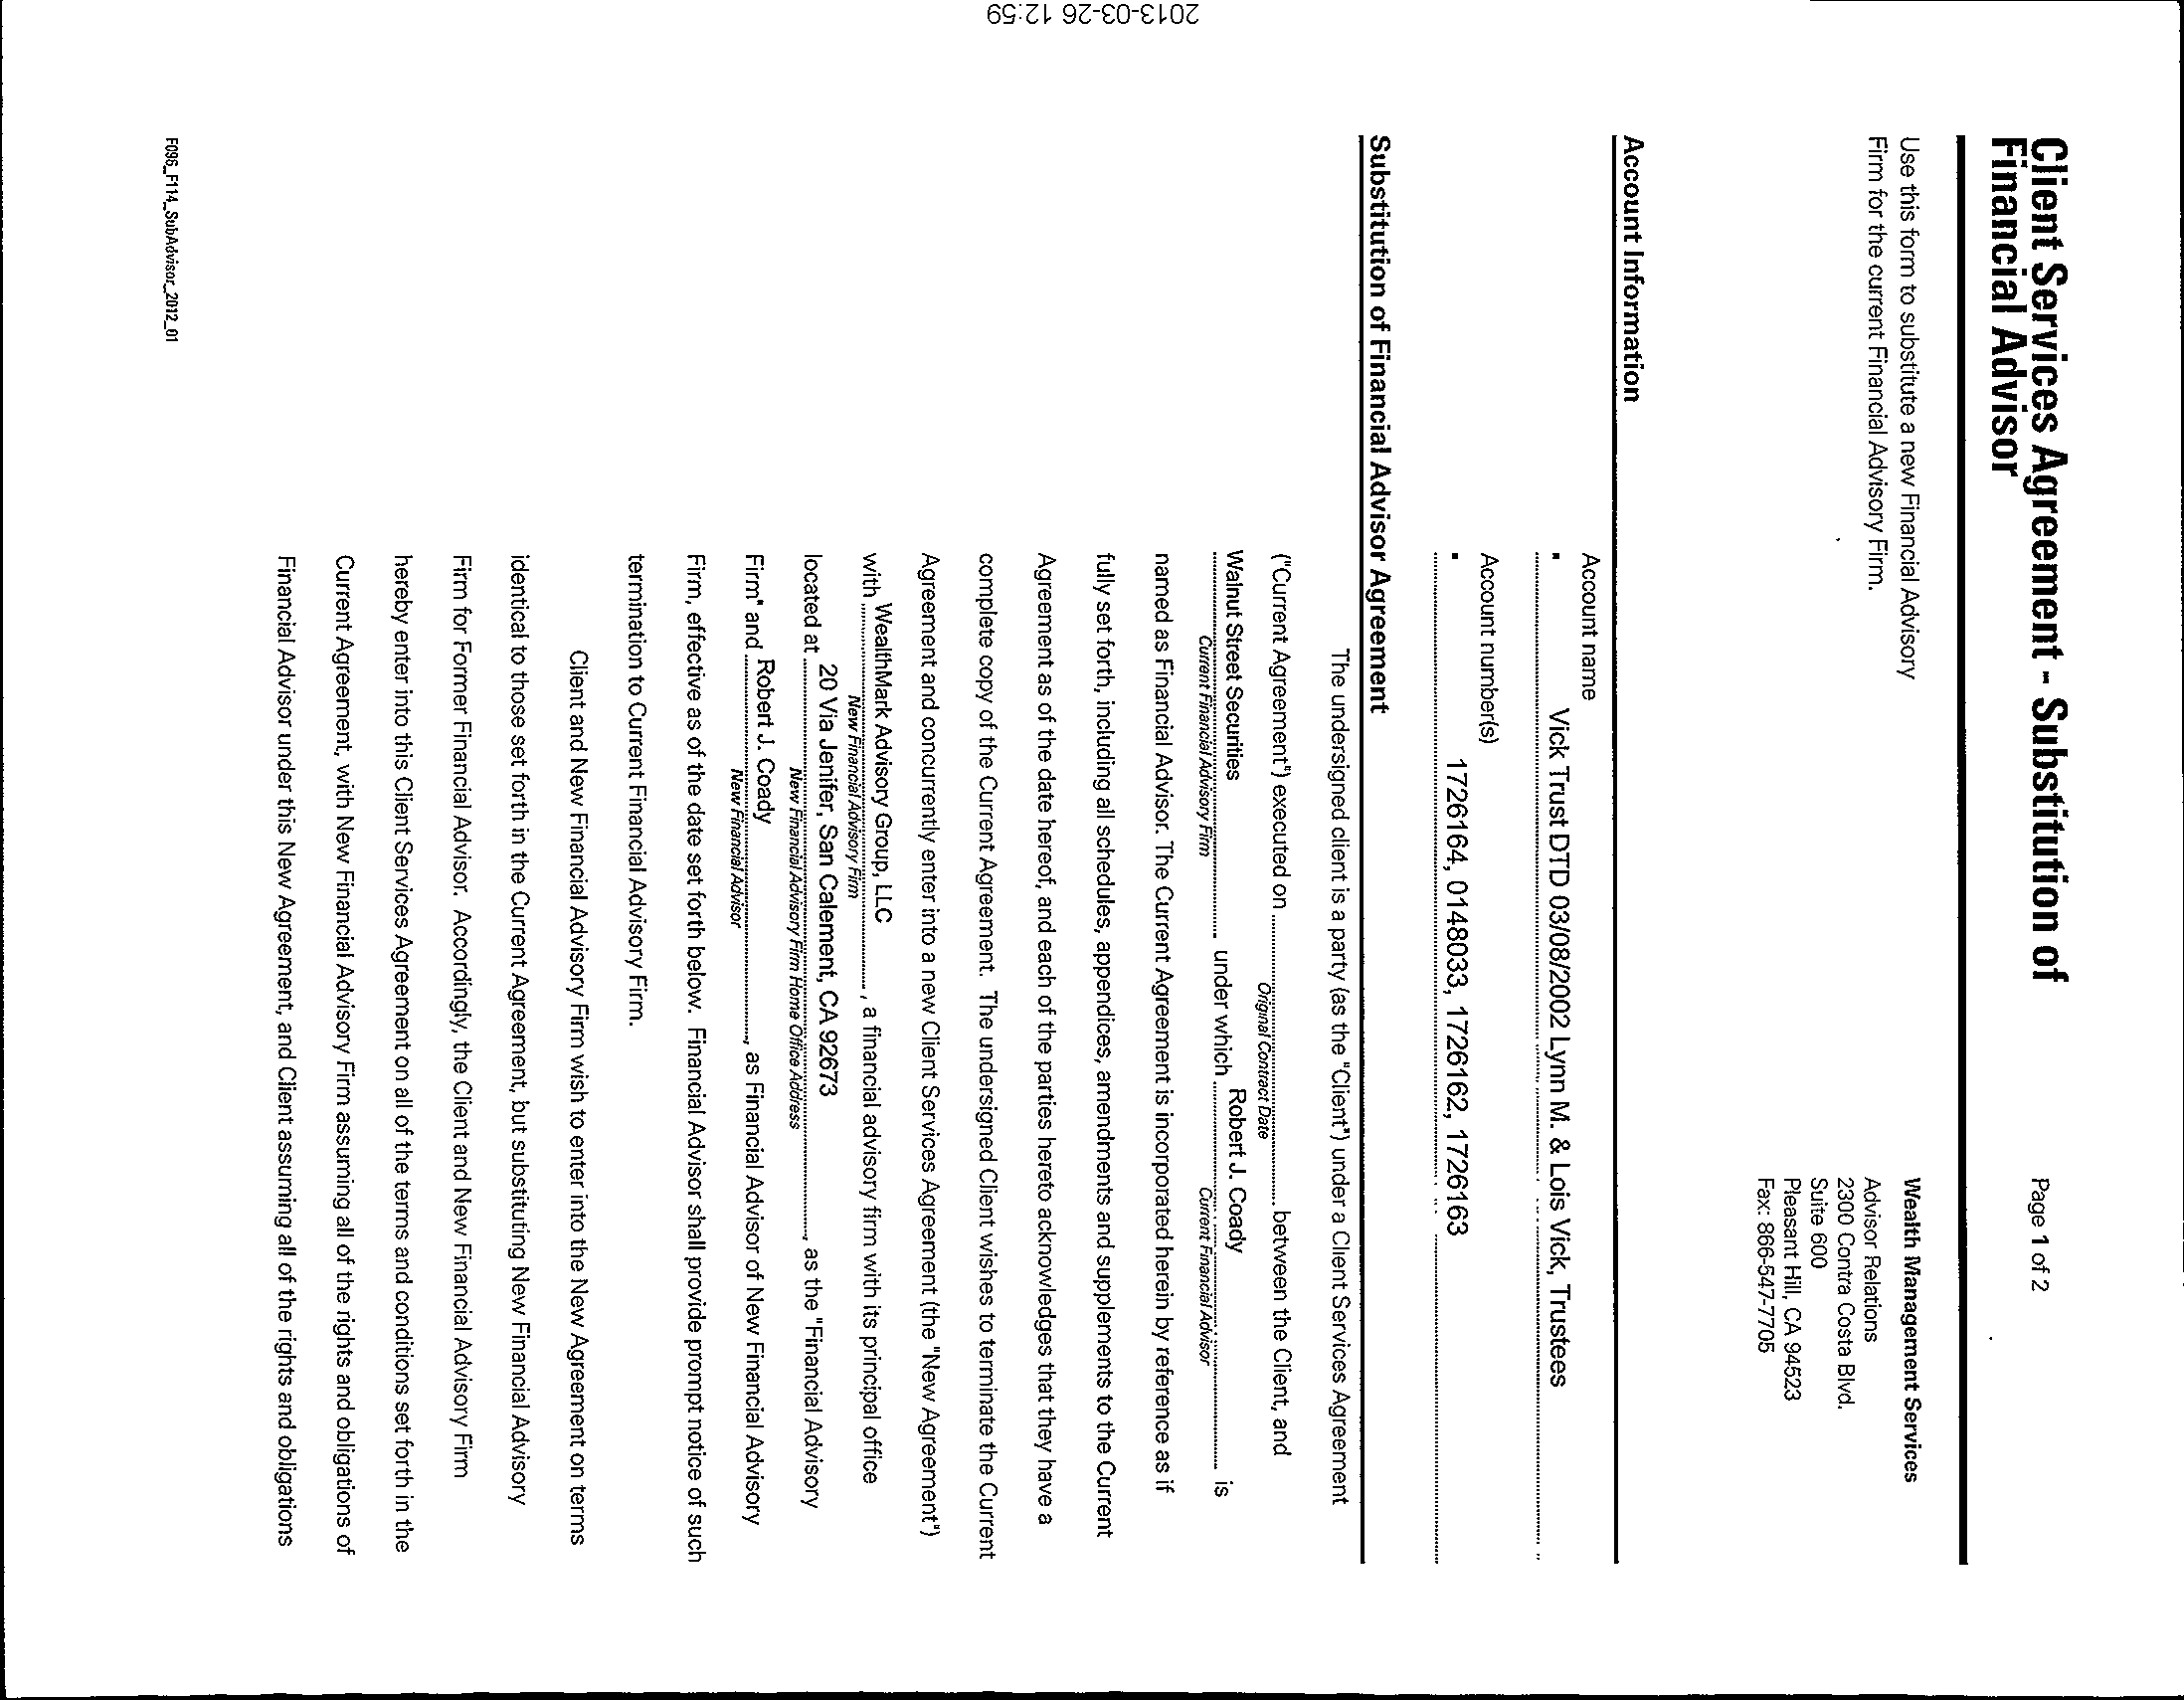 Client Services Agreement - Substitution of
Financial Advisor
Page 1 of 2
Use this form to substitute a new Financial Advisory
Firm for the current Financial Advisory Firm.
Wealth Management Services
Advisor Relations
2300 Contra Costa Blvd.
Suite 600
Pleasant Hill, CA 94523
Fax: 866-547-7705
Account Information
Account name
Vick Trust DTD 03/08/2002 Lynn M. & Lois Vick, Trustees
Account number(s)
1726164, 0148033, 1726162, 1726163
Substitution of Financial Advisor Agreement
The undersigned client is a party (as the "Client") under a Client Services Agreement
("Current Agreement") executed on between the Client, and
Original Contract Date
Walnut Street Securities under which Robert J. Coady is
Current Financial Advisory Firm Current Financial Advisor
named as Financial Advisor. The Current Agreement is incorporated herein by reference as if
fully set forth, including all schedules, appendices, amendments and supplements to the Current
Agreement as of the date hereof, and each of the parties hereto acknowledges that they have a
complete copy of the Current Agreement. The undersigned Client wishes to terminate the Current
Agreement and concurrently enter into a new Client Services Agreement (the "New Agreement")
with WealthMark Advisory Group, LLC , a financial advisory firm with its principal office
New Financial Advisory Firm
located at 20 Via Jenifer, San Calement, CA 92673 , as the "Financial Advisory
New Financial Advisory Firm Home Office Address
Firm" and Robert J. Coady , as Financial Advisor of New Financial Advisory
New Financial Advisor
Firm, effective as of the date set forth below. Financial Advisor shall provide prompt notice of such
termination to Current Financial Advisory Firm.
Client and New Financial Advisory Firm wish to enter into the New Agreement on terms
identical to those set forth in the Current Agreement, but substituting New Financial Advisory
Firm for Former Financial Advisor. Accordingly, the Client and New Financial Advisory Firm
hereby enter into this Client Services Agreement on all of the terms and conditions set forth in the
Current Agreement, with New Financial Advisory Firm assuming all of the rights and obligations of
Financial Advisor under this New Agreement, and Client assuming all of the rights and obligations
F096_F114_SubAdvisor_2012_01
2013-03-26 12:59